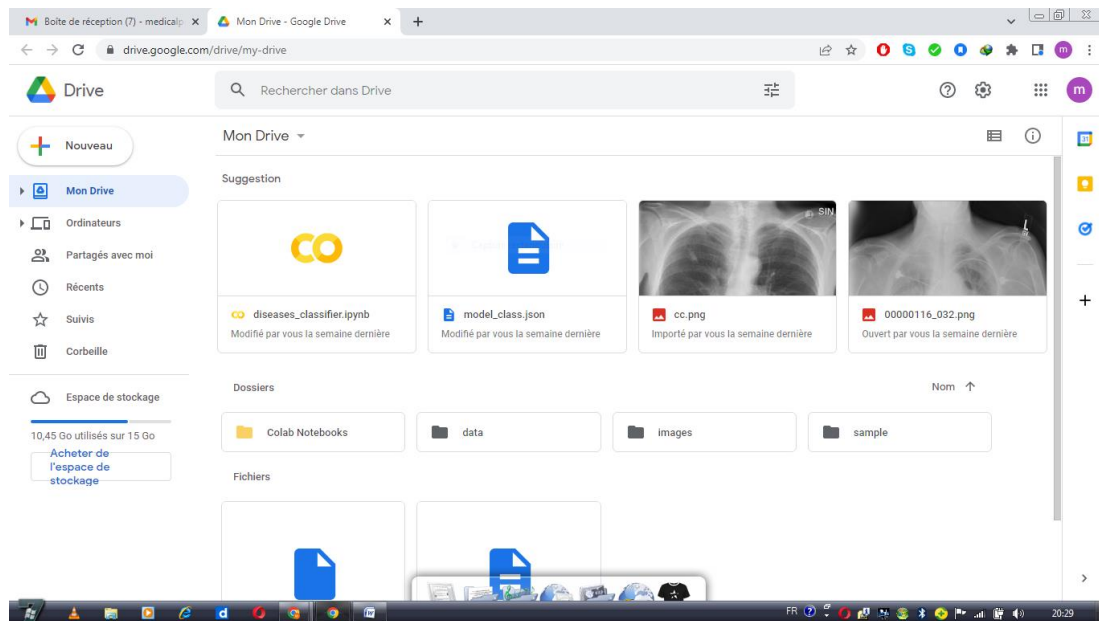 Boîte de réception (7) - medicalp
Mon Drive - Google Drive
drive.google.com/drive/my-drive
m
Drive
Rechercher dans Drive
m
Nouveau
Mon Drive
Ordinateurs
Partagés avec moi
Récents
Suivis
Corbeille
Espace de stockage
10,45 Go utilisés sur 15 Go
Acheter de
l'espace de
stockage
Mon Drive
Suggestion
SIN
L
diseases_classifier.ipynb
Modifié par vous la semaine dernière
model_class.json
Modifié par vous la semaine dernière
cc.png
Importé par vous la semaine dernière
00000116_032.png
Ouvert par vous la semaine dernière
Dossiers
Nom
Colab Notebooks
data
images
sample
Fichiers
31
FR
20:29